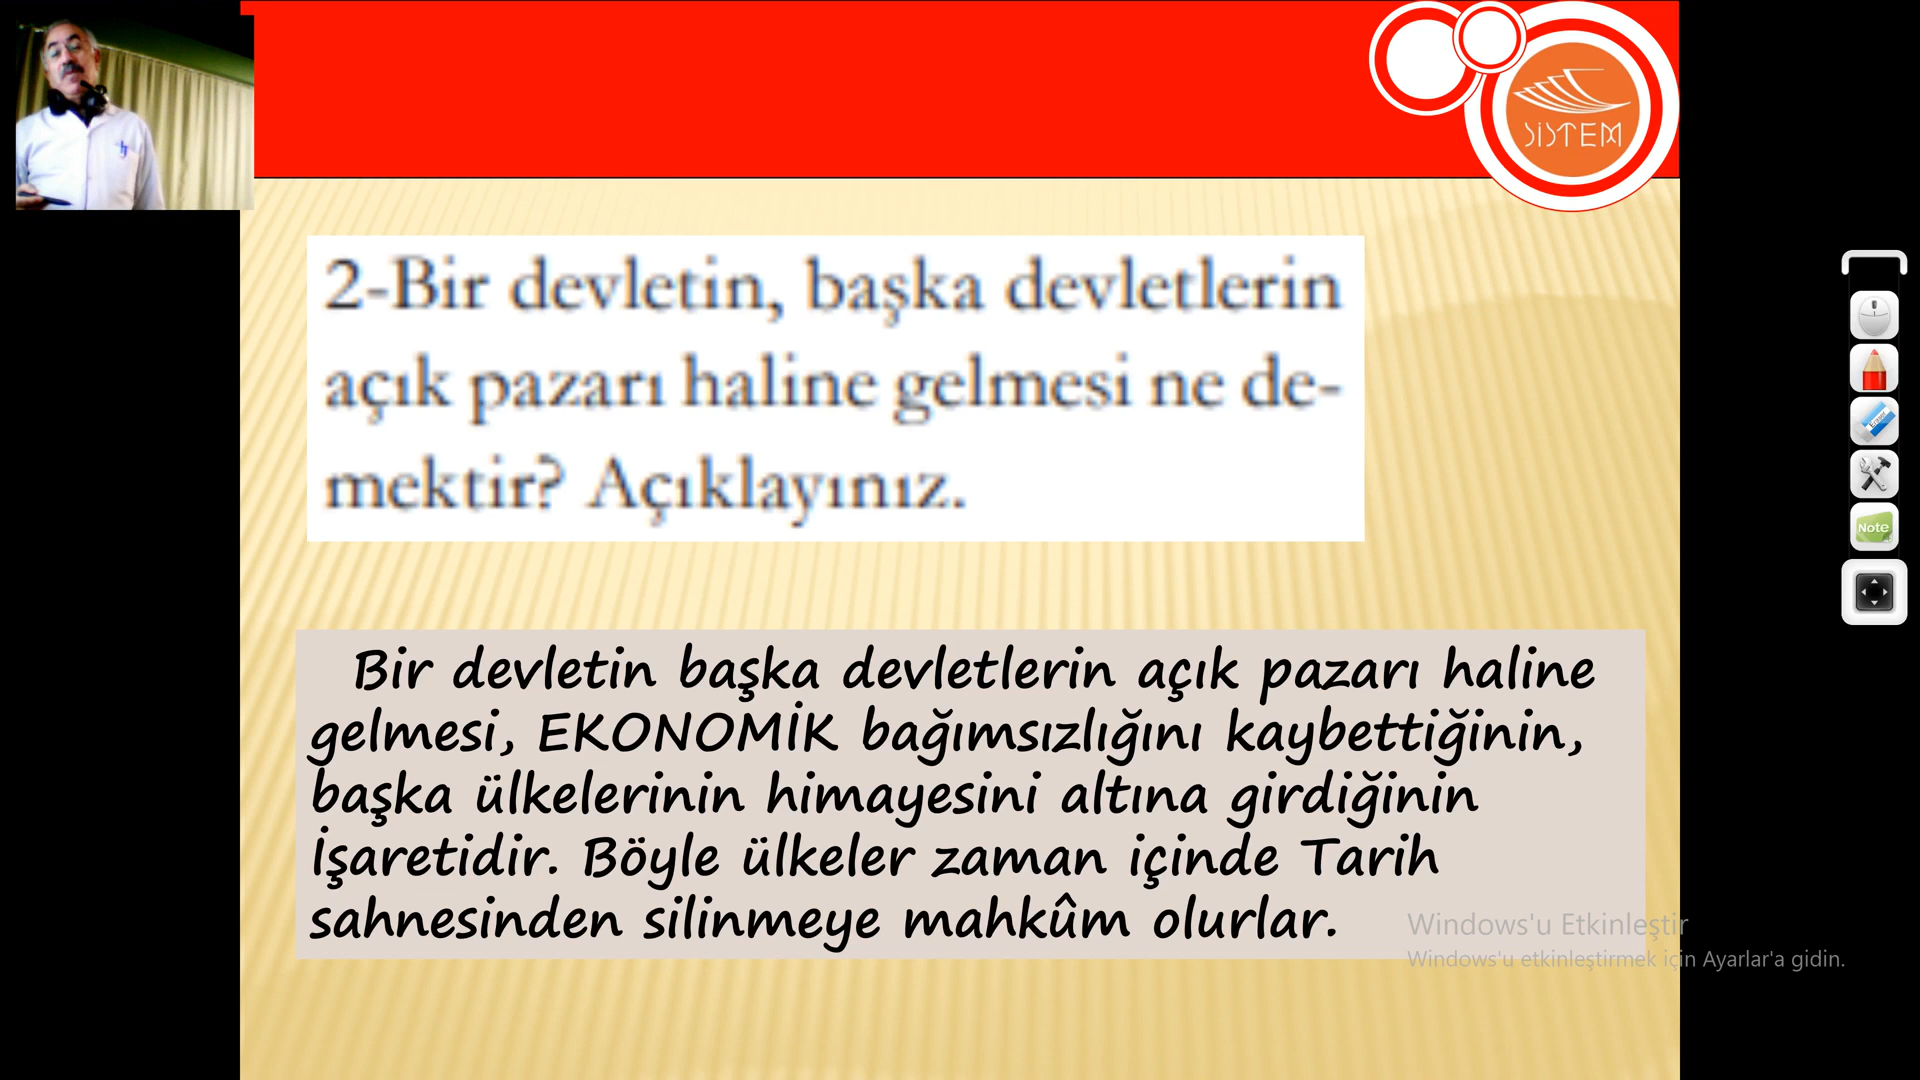 SİSTEM
2-Bir devletin, başka devletlerin
açık pazarı haline gelmesi ne de-
mektir? Açıklayınız.
Bir devletin başka devletlerin açık pazarı haline
gelmesi, EKONOMİK bağımsızlığını kaybettiğinin,
başka ülkelerinin himayesini altına girdiğinin
İşaretidir. Böyle ülkeler zaman içinde Tarih
sahnesinden silinmeye mahkûm olurlar.
Windows'u Etkinleştir
Windows'u etkinleştirmek için Ayarlar'a gidin.
Note